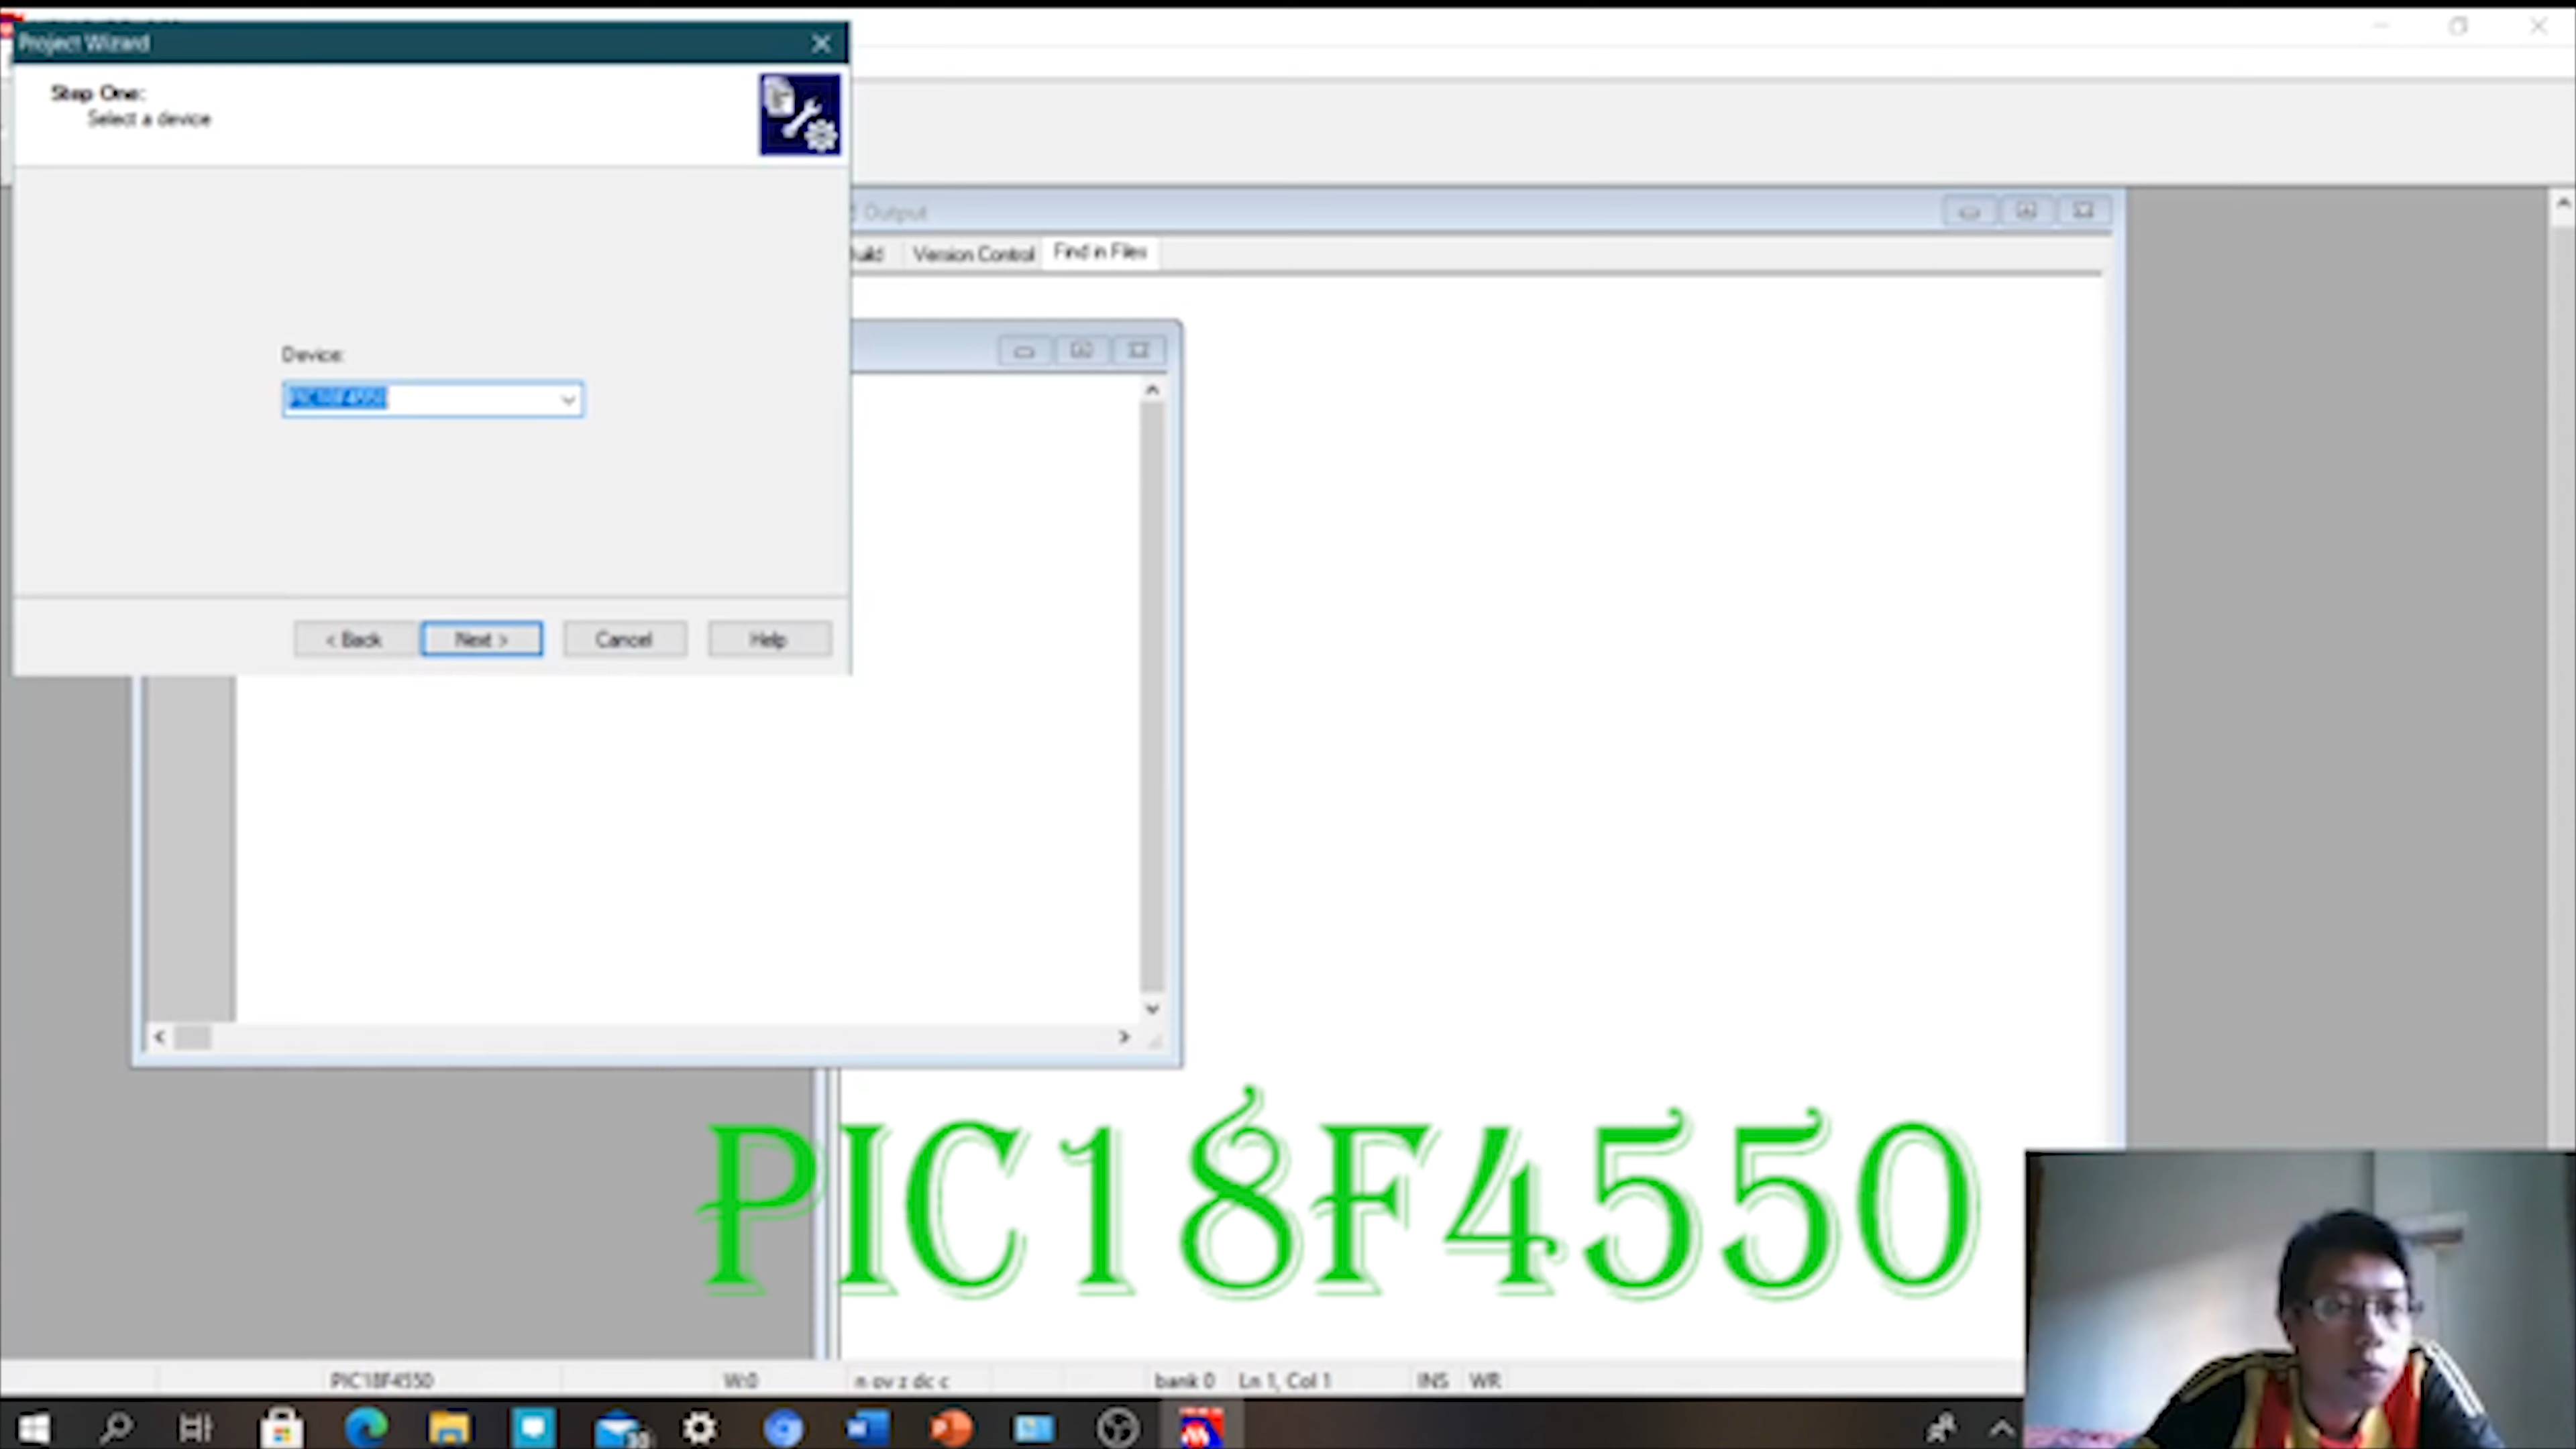 Project Wizard
Step One:
Select a device
Output
Version Control
Find in Files
Device:
PIC18F4550
< Back
Next >
Cancel
Help
PIC18F4550
PIC18F4550
W:0
n ov z dc c
bank 0
Ln 1, Col 1
INS
WR